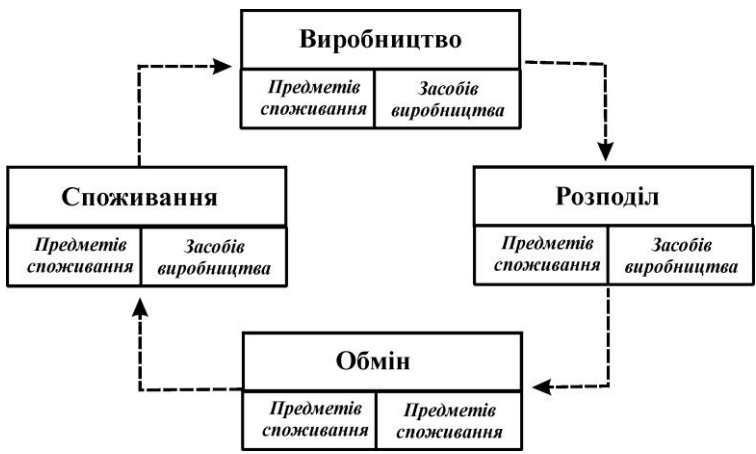 Виробництво
Предметів
споживання
Засобів
виробництва
Споживання
Предметів
споживання
Засобів
виробництва
Розподіл
Предметів
споживання
Засобів
виробництва
Обмін
Предметів
споживання
Предметів
споживання